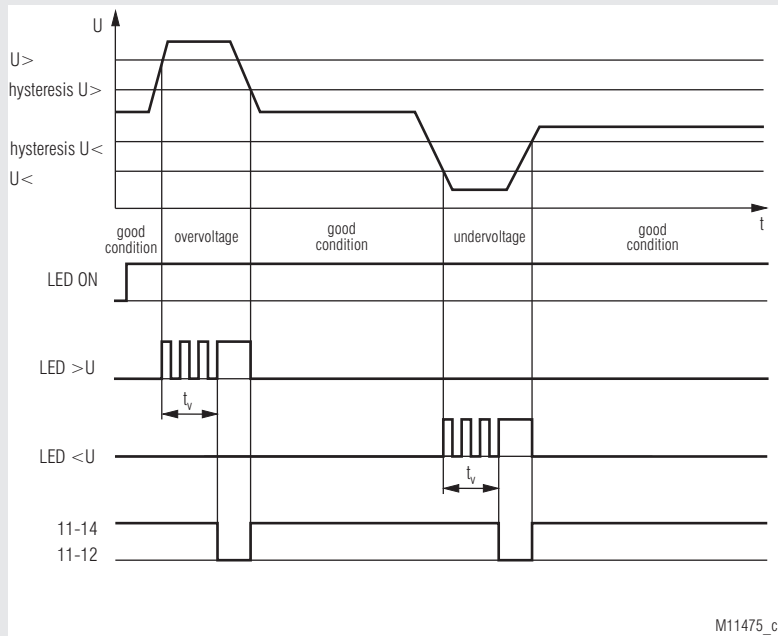 U
U>
hysteresis U>
hysteresis U<
U<
t
good condition
overvoltage
good condition
undervoltage
good condition
LED ON
LED >U
tv
LED <U
tv
11-14
11-12
M11475_c